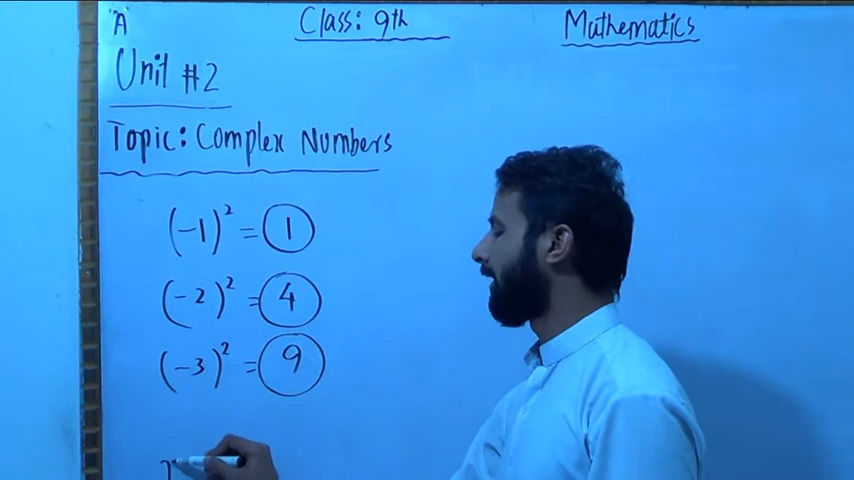 "A" Class: 9th Mathematics
Unit #2
Topic: Complex Numbers
(-1)² = 1
(-2)² = 4
(-3)² = 9